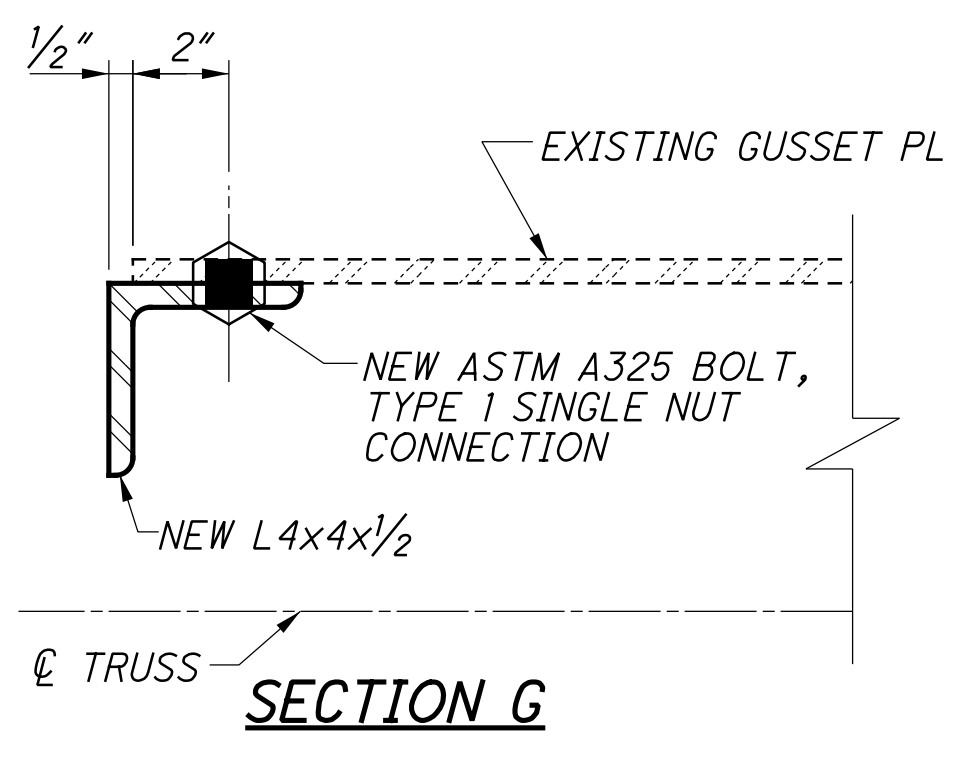 ½" 2"
EXISTING GUSSET PL
NEW ASTM A325 BOLT,
TYPE 1 SINGLE NUT
CONNECTION
NEW L4x4x½
℄ TRUSS
SECTION G